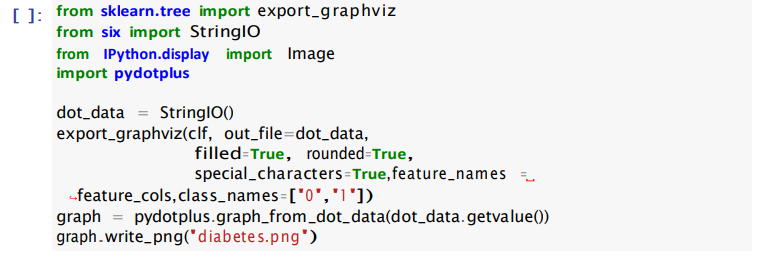 [ ]: from sklearn.tree import export_graphviz
from six import StringIO
from IPython.display import Image
import pydotplus
dot_data = StringIO()
export_graphviz(clf, out_file=dot_data,
filled=True, rounded=True,
special_characters=True,feature_names =␣
↪feature_cols,class_names=['0','1'])
graph = pydotplus.graph_from_dot_data(dot_data.getvalue())
graph.write_png('diabetes.png')